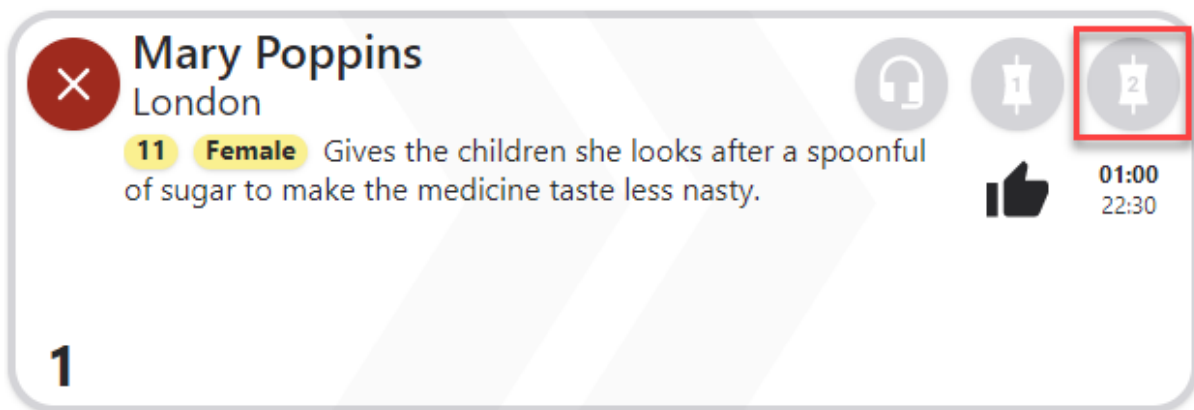 Mary Poppins
London
1
2
11 Female Gives the children she looks after a spoonful
of sugar to make the medicine taste less nasty.
01:00
22:30
1